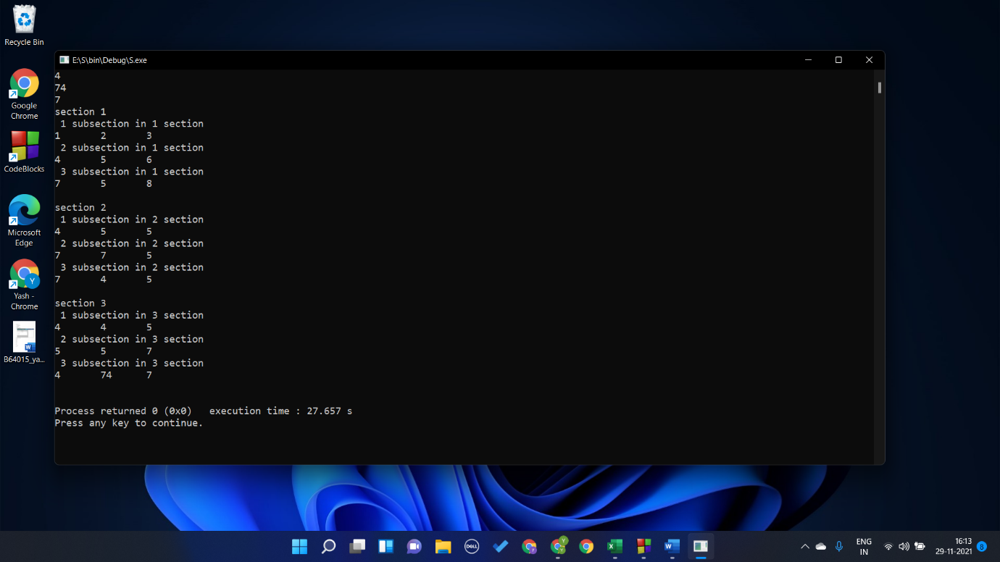 Recycle Bin
Google
Chrome
CodeBlocks
Microsoft
Edge
Y
Yash -
Chrome
B64015_ya...
E:\S\bin\Debug\S.exe
4
74
7
section 1
 1 subsection in 1 section
1       2       3
 2 subsection in 1 section
4       5       6
 3 subsection in 1 section
7       5       8

section 2
 1 subsection in 2 section
4       5       5
 2 subsection in 2 section
7       7       5
 3 subsection in 2 section
7       4       5

section 3
 1 subsection in 3 section
4       4       5
 2 subsection in 3 section
5       5       7
 3 subsection in 3 section
4       74      7

Process returned 0 (0x0)   execution time : 27.657 s
Press any key to continue.
DELL
ENG
IN
16:13
29-11-2021
8